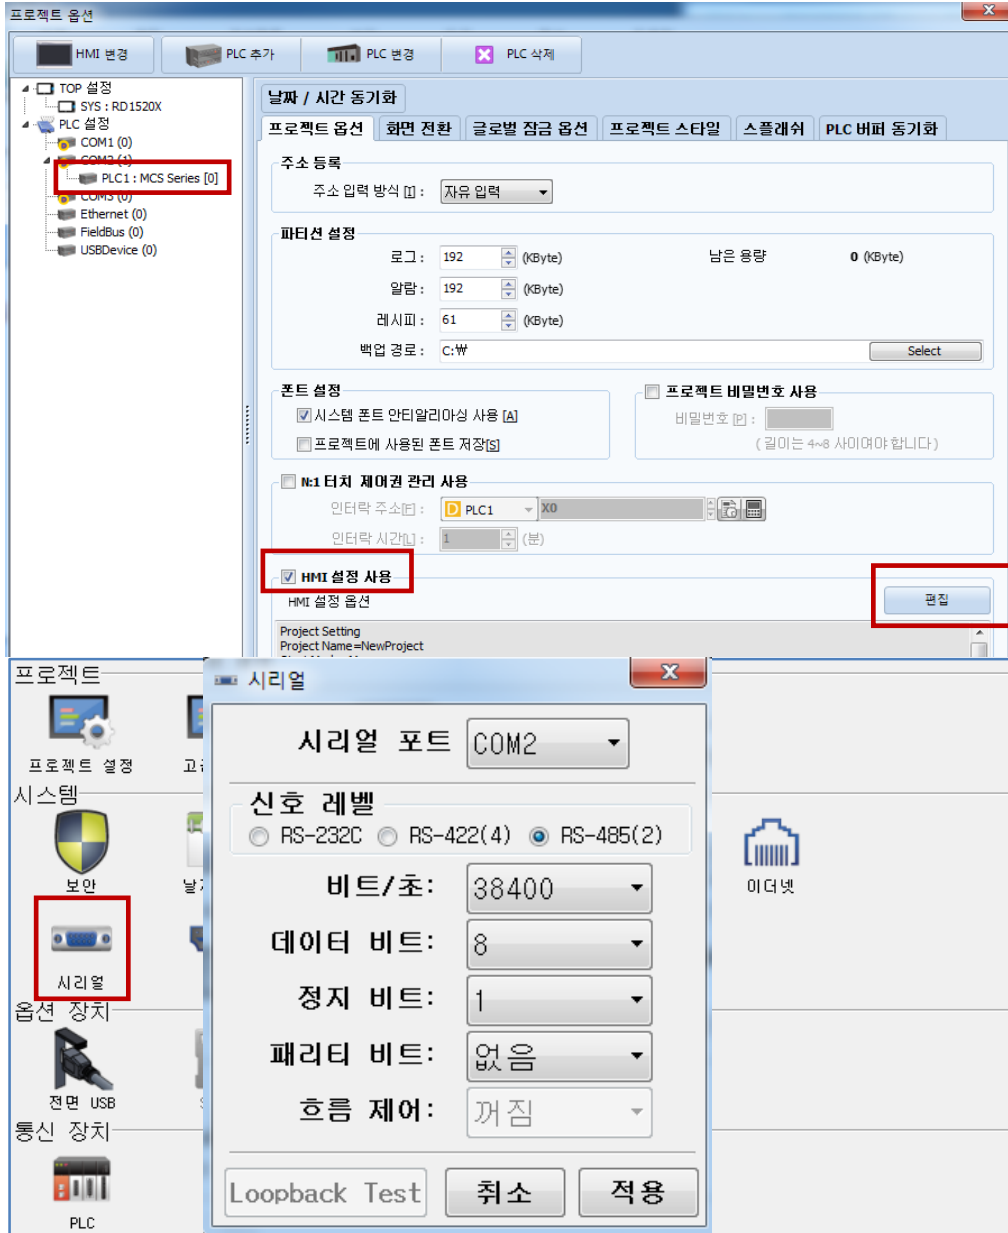 프로젝트 옵션
HMI 변경
PLC 추가
PLC 변경
PLC 삭제
TOP 설정
SYS : RD1520X
PLC 설정
COM1 (0)
COM2 (1)
PLC1 : MCS Series [0]
COM3 (0)
Ethernet (0)
FieldBus (0)
USBDevice (0)
날짜 / 시간 동기화
프로젝트 옵션 화면 전환 글로벌 잠금 옵션 프로젝트 스타일 스플래쉬 PLC 버퍼 동기화
주소 등록
주소 입력 방식 [I] : 자유 입력
파티션 설정
로그 : 192 (KByte) 남은 용량 0 (KByte)
알람 : 192 (KByte)
레시피 : 61 (KByte)
백업 경로 : C:₩ Select
폰트 설정
시스템 폰트 안티알리아싱 사용 [A]
프로젝트에 사용된 폰트 저장[S]
프로젝트 비밀번호 사용
비밀번호 [P] :
( 길이는 4~8 사이여야 합니다 )
N:1 터치 제어권 관리 사용
인터락 주소[F] : D PLC1 X0
인터락 시간[L] : 1 (분)
HMI 설정 사용
HMI 설정 옵션
편집
Project Setting
Project Name=NewProject
프로젝트
프로젝트 설정
시스템
보안
시리얼
옵션 장치
전면 USB
통신 장치
PLC
시리얼
시리얼 포트 COM2
신호 레벨
RS-232C RS-422(4) RS-485(2)
비트/초: 38400
데이터 비트: 8
정지 비트: 1
패리티 비트: 없음
흐름 제어: 꺼짐
Loopback Test 취소 적용
이더넷